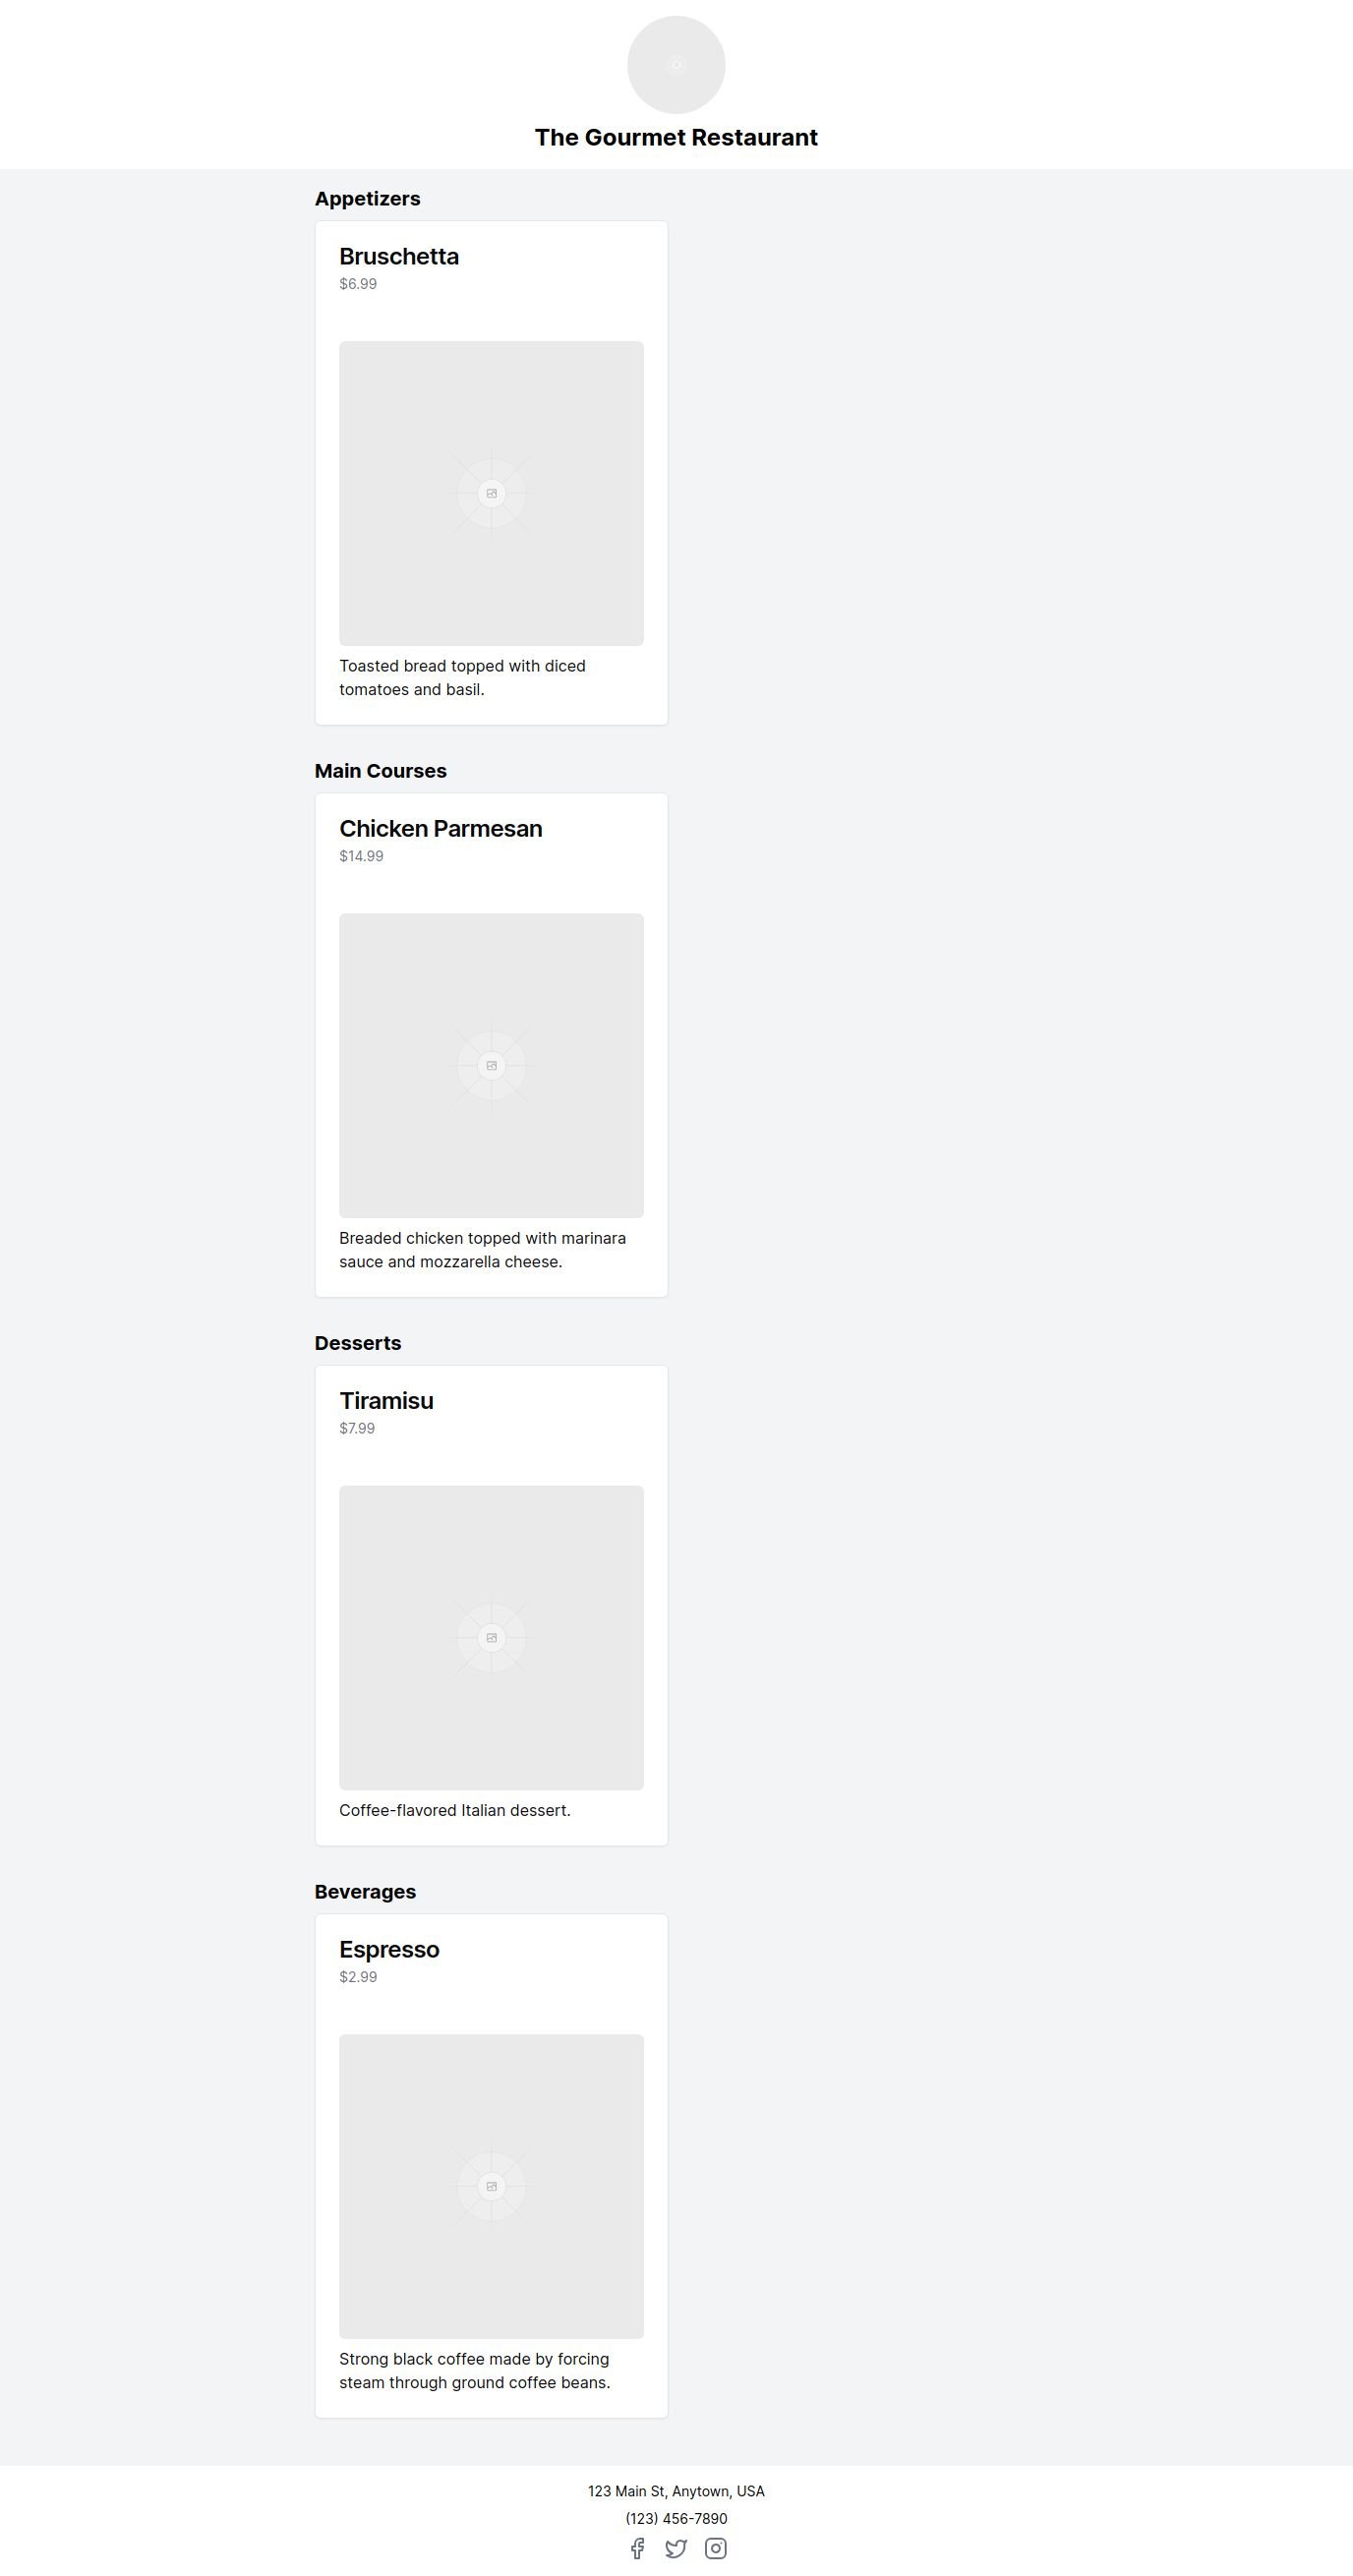 The Gourmet Restaurant
Appetizers
Bruschetta
$6.99
Toasted bread topped with diced
tomatoes and basil.
Main Courses
Chicken Parmesan
$14.99
Breaded chicken topped with marinara
sauce and mozzarella cheese.
Desserts
Tiramisu
$7.99
Coffee-flavored Italian dessert.
Beverages
Espresso
$2.99
Strong black coffee made by forcing
steam through ground coffee beans.
123 Main St, Anytown, USA
(123) 456-7890